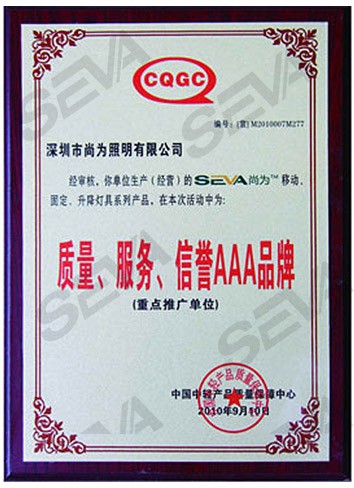 CQGC
编号:(置)M2010007M277
深圳市尚为照明有限公司
经审核,你单位生产(经营)的SEVA尚为™移动、
固定、升降灯具系列产品。在本次活动中为:
质量、服务、信誉AAA品牌
(重点推广单位)
中国中轻产品质量保障中心
2010年9月10日